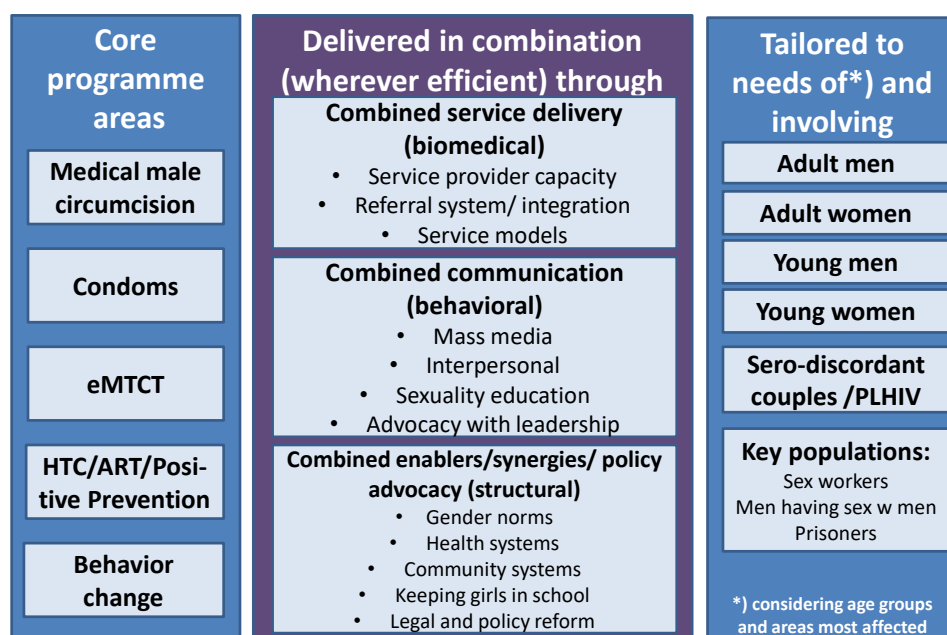 Core
programme
areas
Medical male
circumcision
Condoms
eMTCT
HTC/ART/Posi-
tive Prevention
Behavior
change
Delivered in combination
(wherever efficient) through
Combined service delivery
(biomedical)
• Service provider capacity
• Referral system/ integration
• Service models
Combined communication
(behavioral)
• Mass media
• Interpersonal
• Sexuality education
• Advocacy with leadership
Combined enablers/synergies/ policy
advocacy (structural)
• Gender norms
• Health systems
• Community systems
• Keeping girls in school
• Legal and policy reform
Tailored to
needs of*) and
involving
Adult men
Adult women
Young men
Young women
Sero-discordant
couples /PLHIV
Key populations:
Sex workers
Men having sex w men
Prisoners
*) considering age groups
and areas most affected